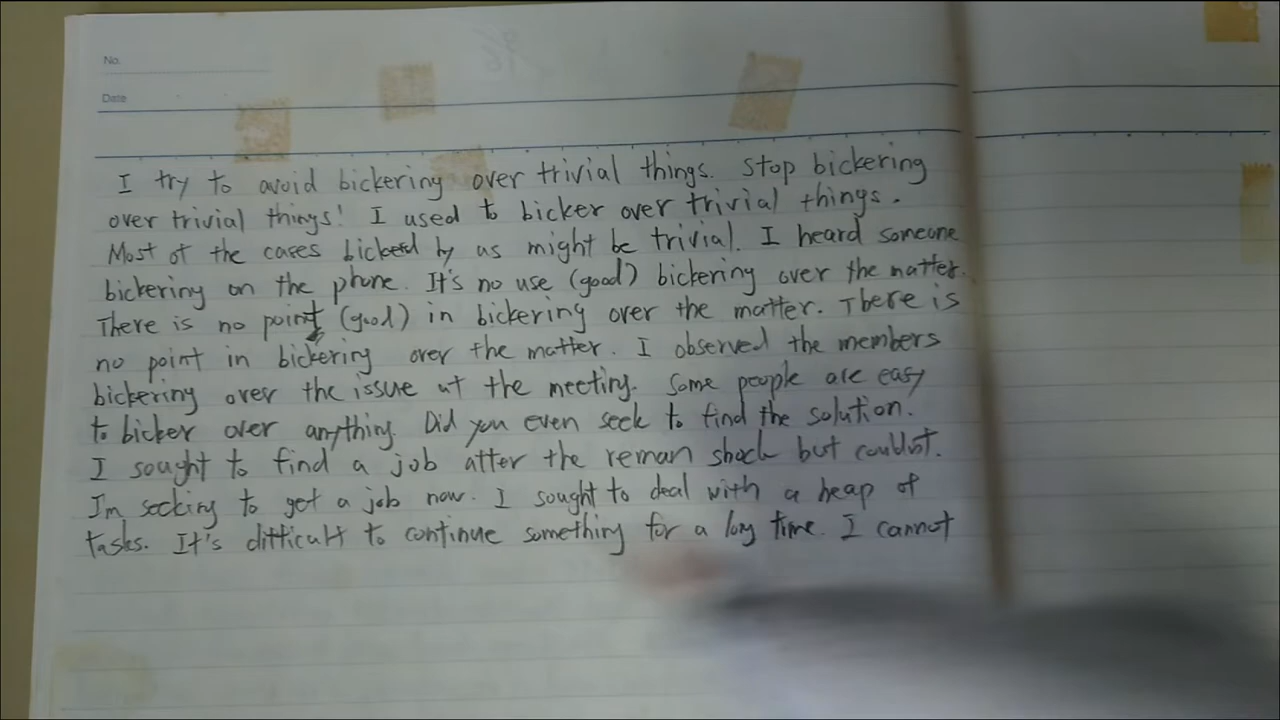 No.
Date
I try to avoid bickering over trivial things. Stop bickering
over trivial things! I used to bicker over trivial things.
Most of the cases bickered by us might be trivial. I heard someone
bickering on the phone. It's no use (good) bickering over the matter.
There is no point (good) in bickering over the matter. There is
no point in bickering over the matter. I observed the members
bickering over the issue at the meeting. Some people are easy
to bicker over anything. Did you even seek to find the solution.
I sought to find a job after the reman shock but couldn't.
I'm seeking to get a job now. I sought to deal with a heap of
tasks. It's difficult to continue something for a long time. I cannot